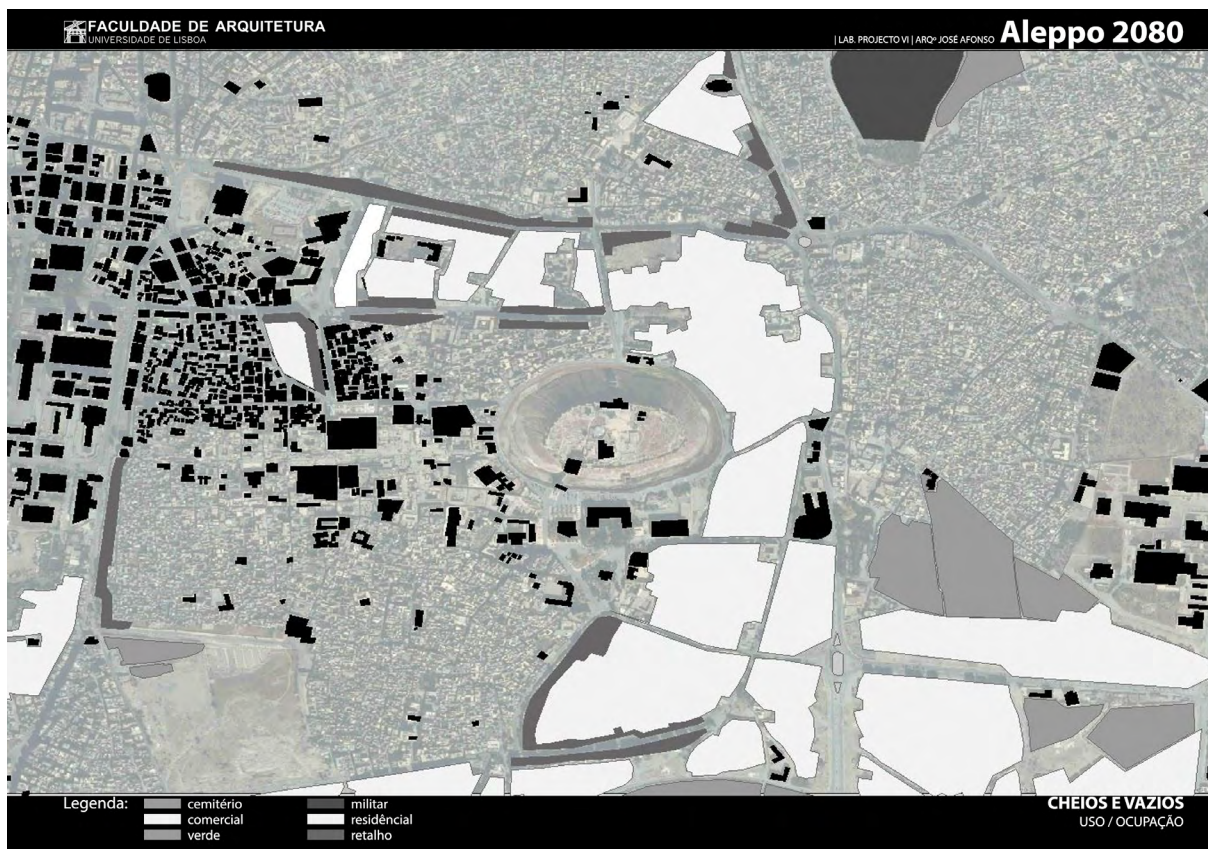 FACULDADE DE ARQUITETURA
UNIVERSIDADE DE LISBOA
| LAB. PROJECTO VI | ARQº JOSÉ AFONSO Aleppo 2080
Legenda:
cemitério
comercial
verde
militar
residêncial
retalho
CHEIOS E VAZIOS
USO / OCUPAÇÃO